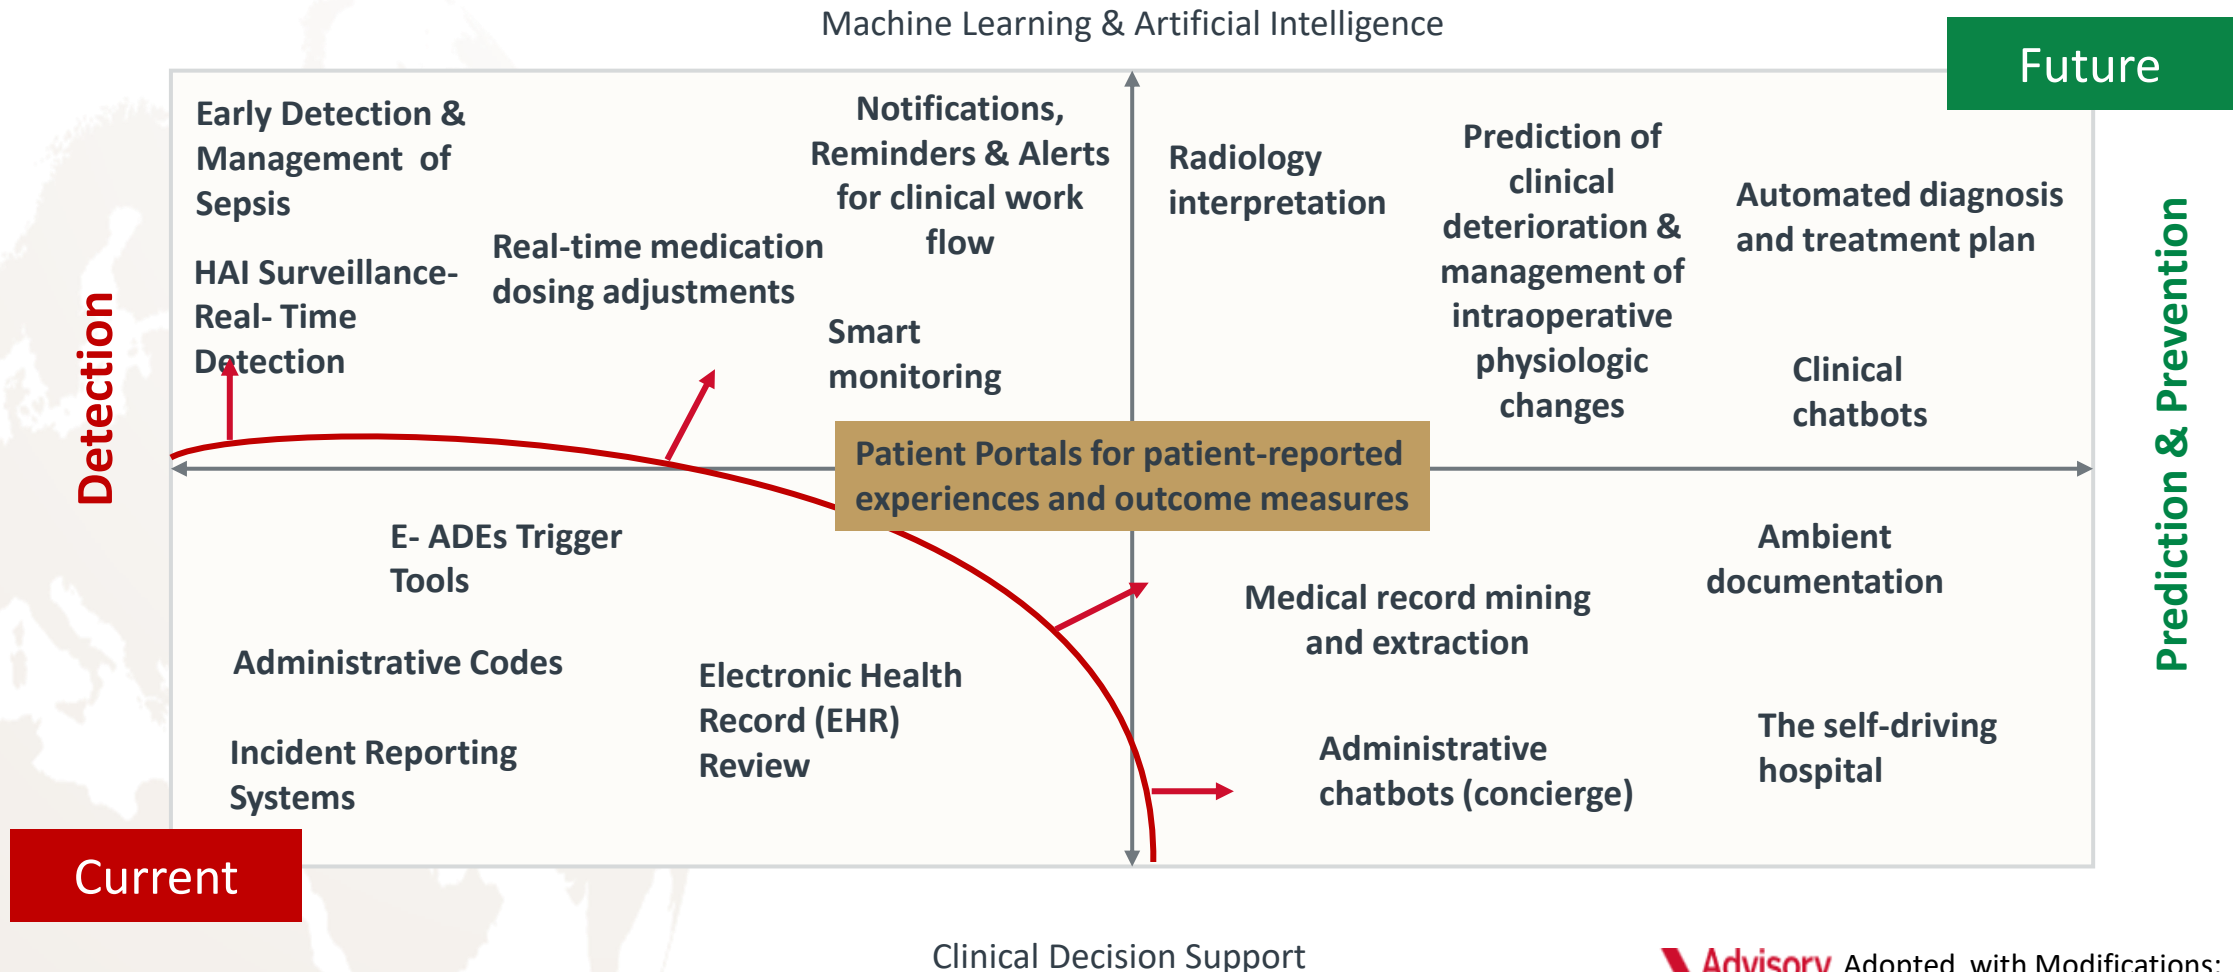 Machine Learning & Artificial Intelligence
Future
Early Detection &
Management of
Sepsis
HAI Surveillance-
Real- Time
Detection
Real-time medication
dosing adjustments
Notifications,
Reminders & Alerts
for clinical work
flow
Smart
monitoring
Radiology
interpretation
Prediction of
clinical
deterioration &
management of
intraoperative
physiologic
changes
Automated diagnosis
and treatment plan
Clinical
chatbots
Detection
Prediction & Prevention
Patient Portals for patient-reported
experiences and outcome measures
E- ADEs Trigger
Tools
Administrative Codes
Incident Reporting
Systems
Electronic Health
Record (EHR)
Review
Medical record mining
and extraction
Administrative
chatbots (concierge)
Ambient
documentation
The self-driving
hospital
Current
Clinical Decision Support
Advisory Adopted with Modifications: